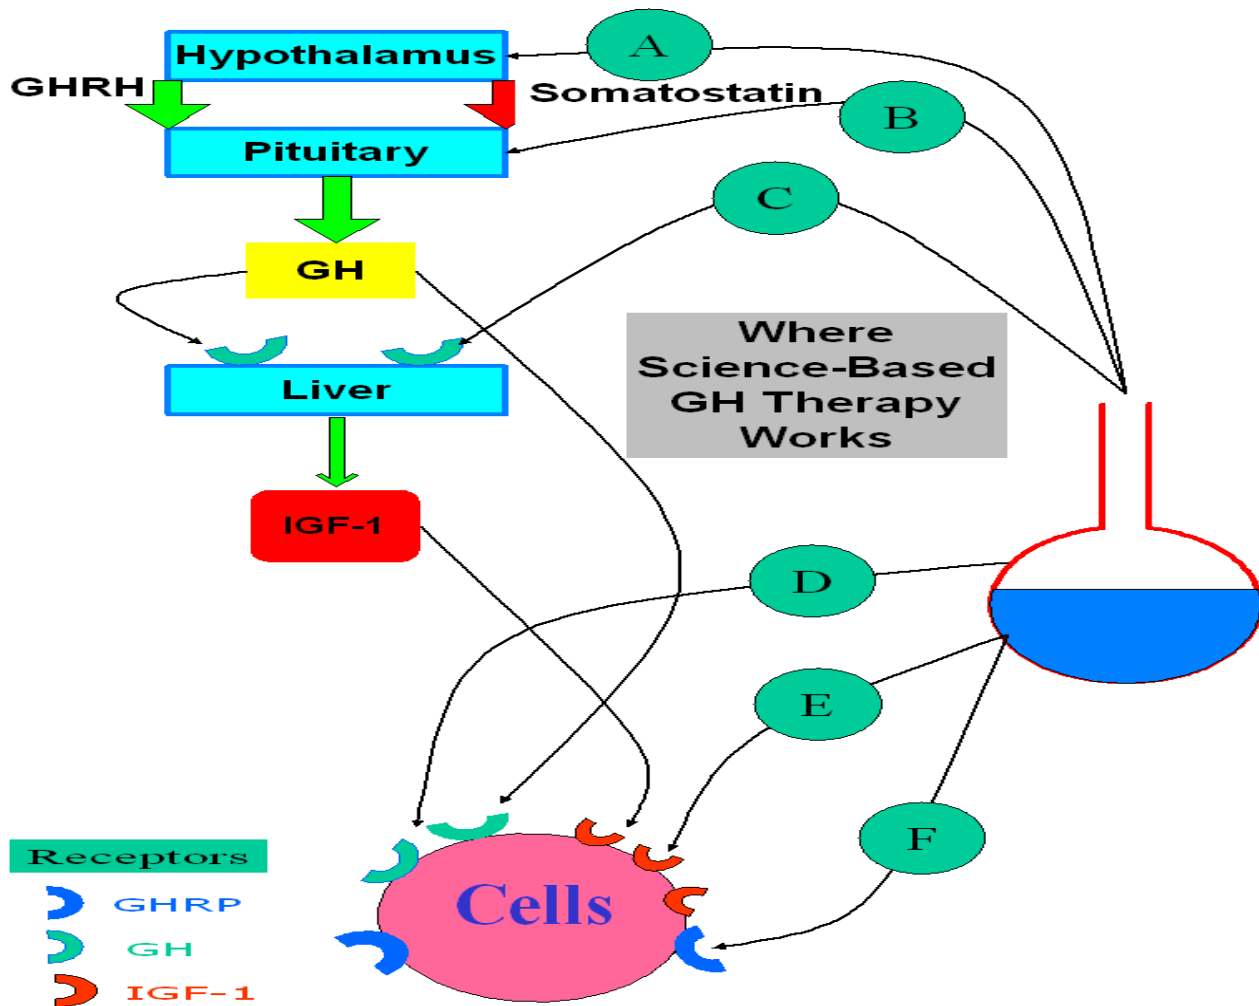 Hypothalamus
A
GHRH
Somatostatin
B
Pituitary
C
GH
Where
Science-Based
GH Therapy
Works
Liver
IGF-1
D
E
F
Receptors
GHRP
GH
IGF-1
Cells